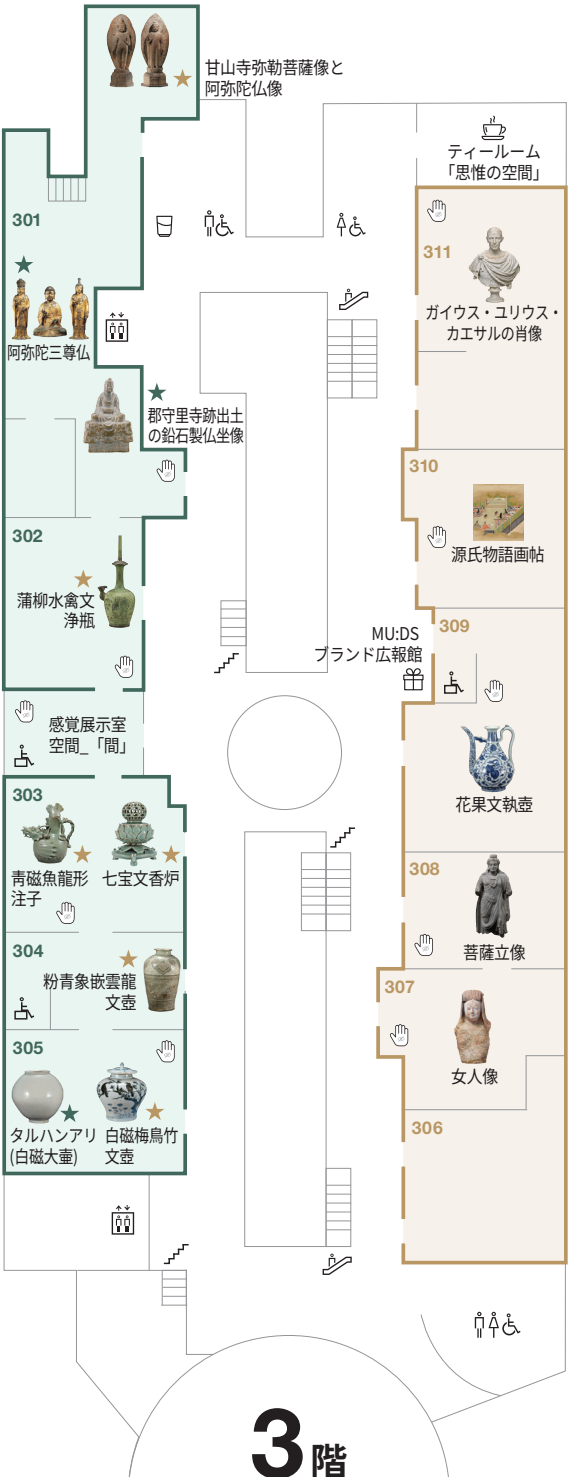 甘山寺弥勒菩薩像と
阿弥陀仏像
ティールーム
「思惟の空間」
301
阿弥陀三尊仏
郡守里寺跡出土
の鉛石製仏坐像
311
ガイウス・ユリウス・
カエサルの肖像
310
源氏物語画帖
302
蒲柳水禽文
浄瓶
309
MU:DS
ブランド広報館
感覚展示室
空間_「間」
花果文執壺
303
青磁魚龍形
注子
七宝文香炉
308
菩薩立像
304
粉青象嵌雲龍
文壺
307
女人像
305
タルハンアリ
(白磁大壷)
白磁梅鳥竹
文壺
306
3階